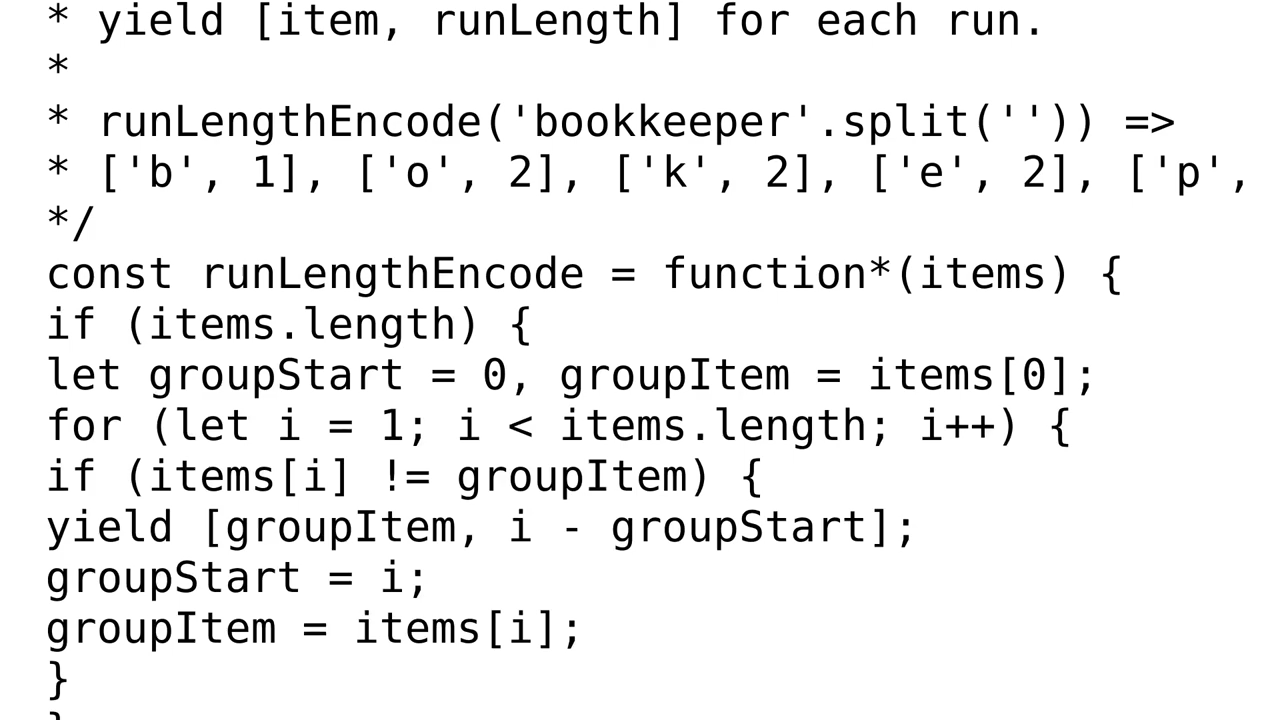 * yield [item, runLength] for each run.
*
* runLengthEncode('bookkeeper'.split('')) =>
* ['b', 1], ['o', 2], ['k', 2], ['e', 2], ['p',
*/
const runLengthEncode = function*(items) {
if (items.length) {
let groupStart = 0, groupItem = items[0];
for (let i = 1; i < items.length; i++) {
if (items[i] != groupItem) {
yield [groupItem, i - groupStart];
groupStart = i;
groupItem = items[i];
}
}